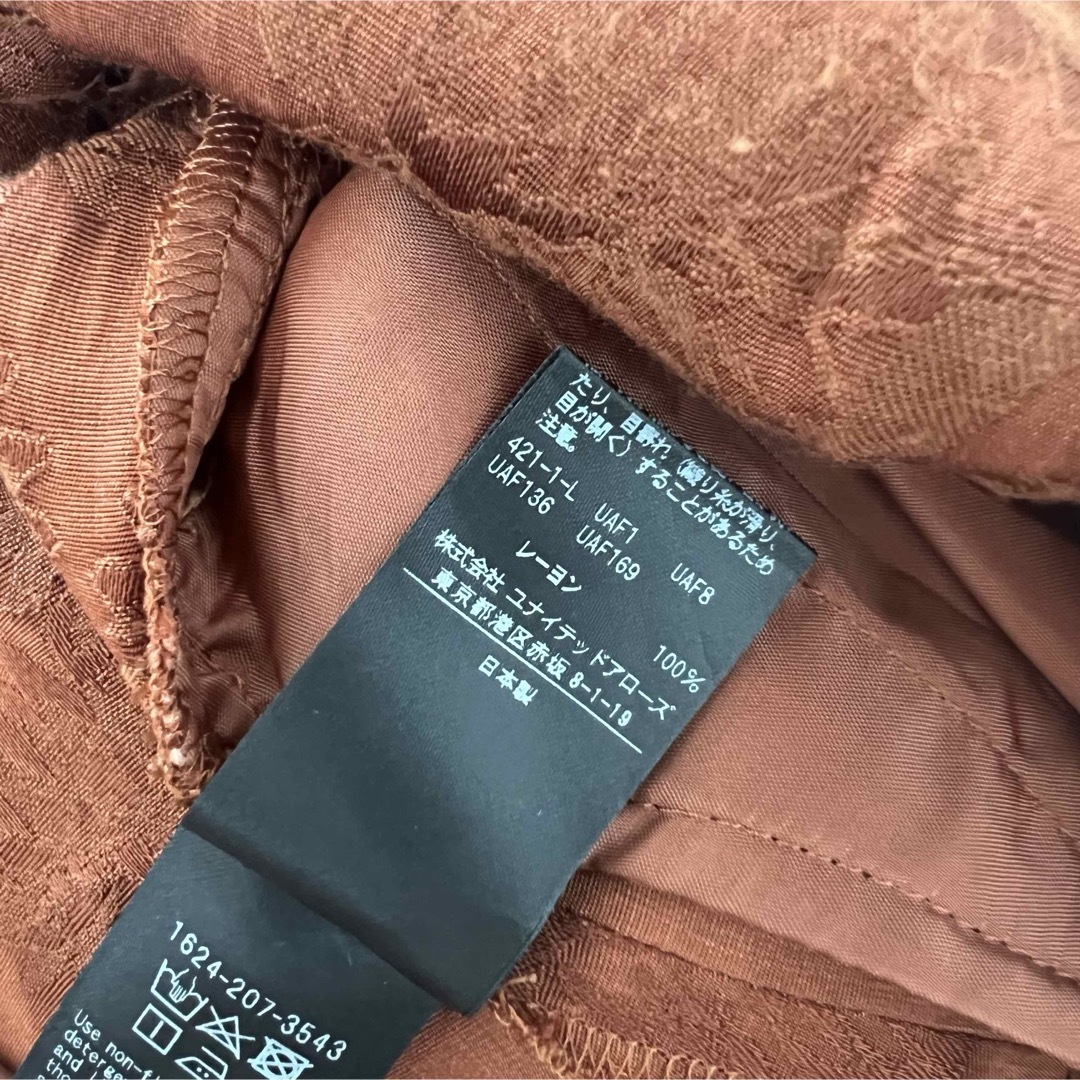 たり、目寄れ（織り糸が滑り、
目が開く）することがあるため
注意。
421-1-L UAF1 UAF8
UAF136 UAF169
レーヨン 100%
株式会社 ユナイテッドアローズ
東京都港区赤坂 8-1-19
日本製
1624-207-3543
Use non-f
deterge
and